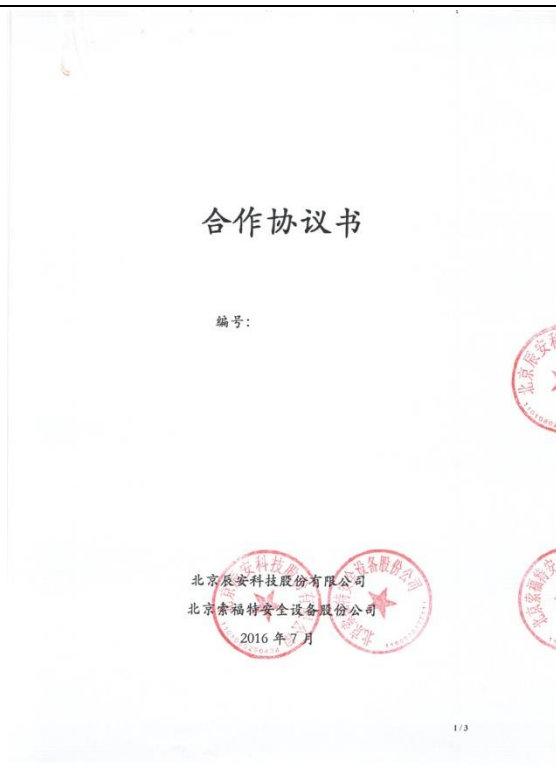 合作协议书
编号:
北京辰安科技股份有限公司
北京索福特安全设备股份公司
2016 年 7 月
1/3